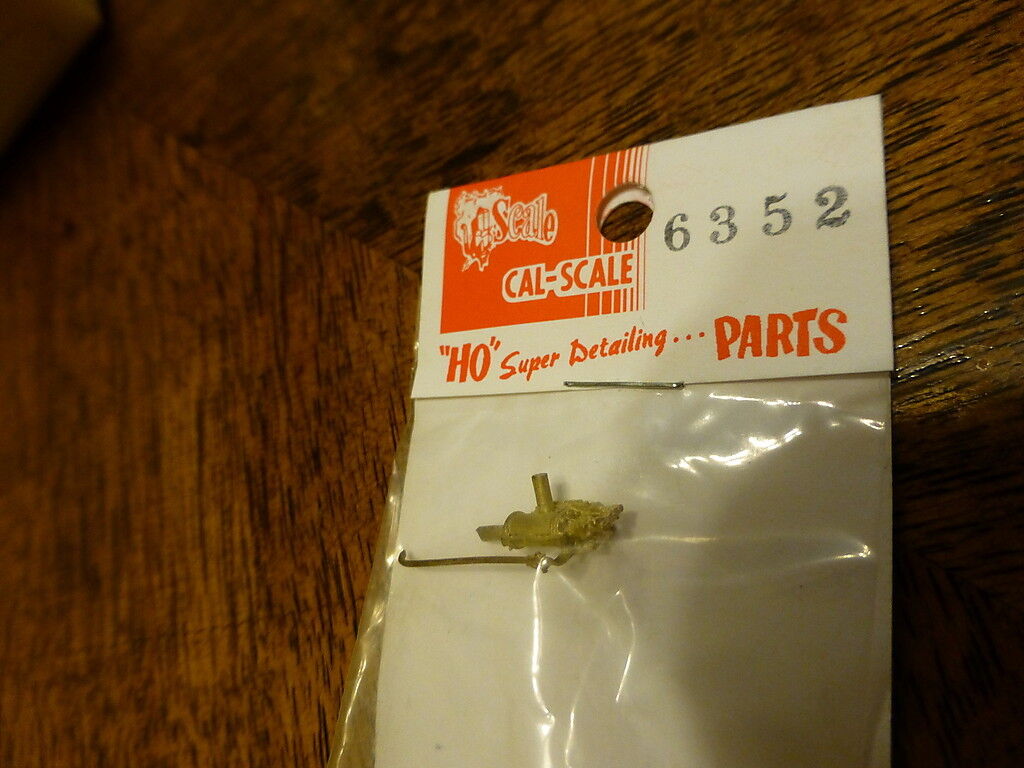 Scale
CAL-SCALE
6352
"HO" Super Detailing... PARTS